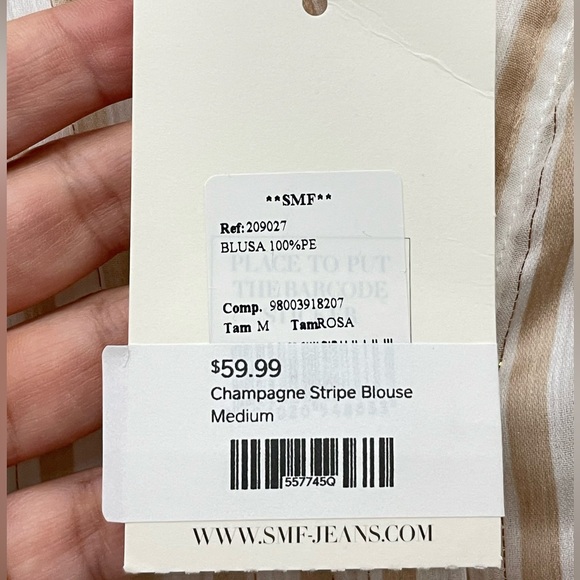 **SMF**
Ref:209027
BLUSA 100%PE
PLACE TO PUT
THE BARCODE
Comp. 98003918207
Tam M TamROSA
$59.99
Champagne Stripe Blouse
Medium
557745Q
WWW.SMF-JEANS.COM